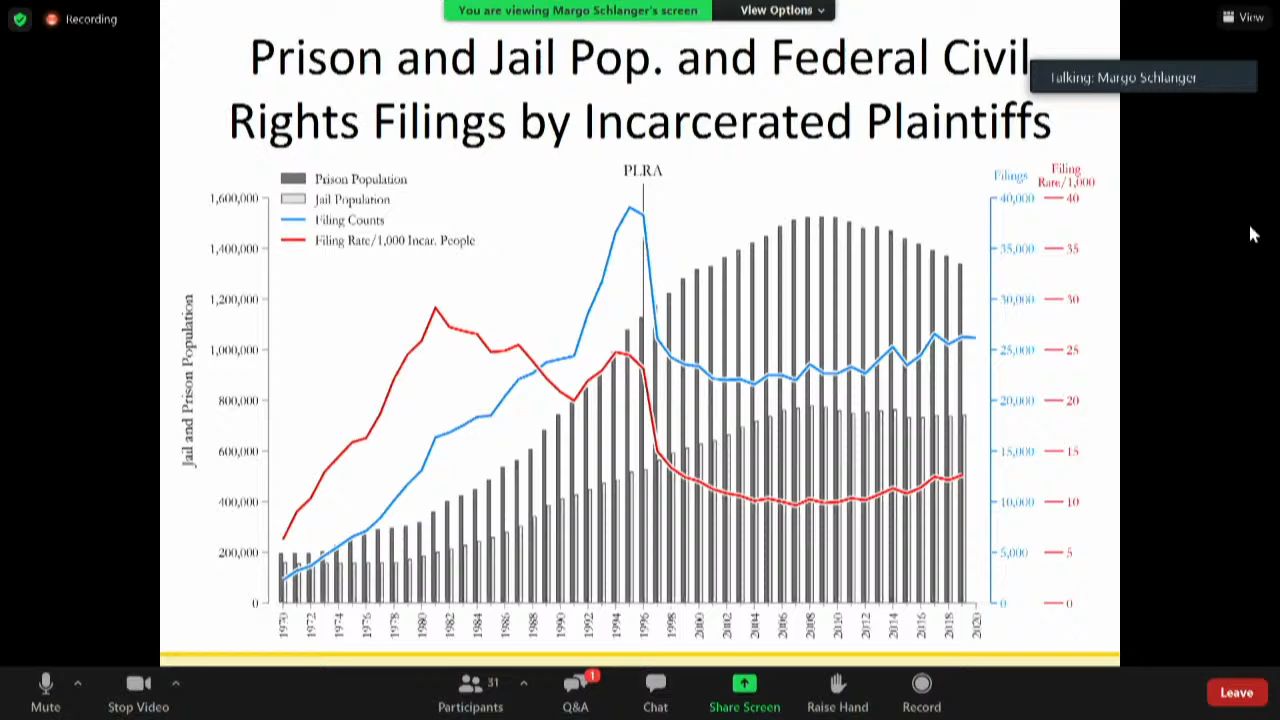 You are viewing Margo Schlanger's screen
View Options
Recording
View
Prison and Jail Pop. and Federal Civil
Rights Filings by Incarcerated Plaintiffs
Talking: Margo Schlanger
PLRA
Prison Population
Jail Population
Filing Counts
Filing Rate/1,000 Incar. People
Filings
Filing
Rate/1,000
Jail and Prison Population
1,600,000
1,400,000
1,200,000
1,000,000
800,000
600,000
400,000
200,000
0
40,000
35,000
30,000
25,000
20,000
15,000
10,000
5,000
0
40
35
30
25
20
15
10
5
0
1970
1972
1974
1976
1978
1980
1982
1984
1986
1988
1990
1992
1994
1996
1998
2000
2002
2004
2006
2008
2010
2012
2014
2016
2018
2020
Mute
Stop Video
31
Participants
1
Q&A
Chat
Share Screen
Raise Hand
Record
Leave